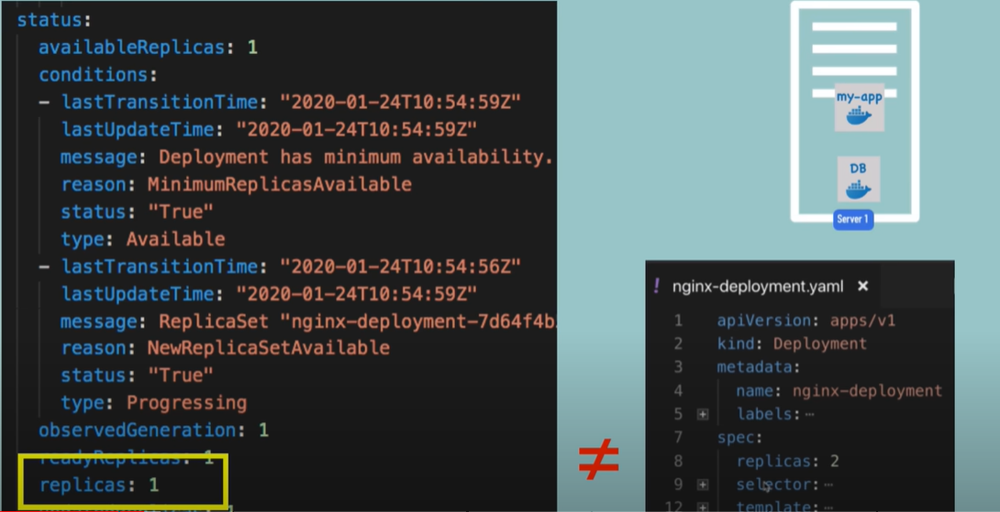 status:
availableReplicas: 1
conditions:
- lastTransitionTime: "2020-01-24T10:54:59Z"
lastUpdateTime: "2020-01-24T10:54:59Z"
message: Deployment has minimum availability.
reason: MinimumReplicasAvailable
status: "True"
type: Available
- lastTransitionTime: "2020-01-24T10:54:56Z"
lastUpdateTime: "2020-01-24T10:54:59Z"
message: ReplicaSet "nginx-deployment-7d64f4b
reason: NewReplicaSetAvailable
status: "True"
type: Progressing
observedGeneration: 1
readyReplicas: 1
replicas: 1
≠
my-app
DB
Server 1
! nginx-deployment.yaml ×
1 apiVersion: apps/v1
2 kind: Deployment
3 metadata:
4 name: nginx-deployment
5 labels:⋯
7 spec:
8 replicas: 2
9 selector:⋯
12 template:⋯